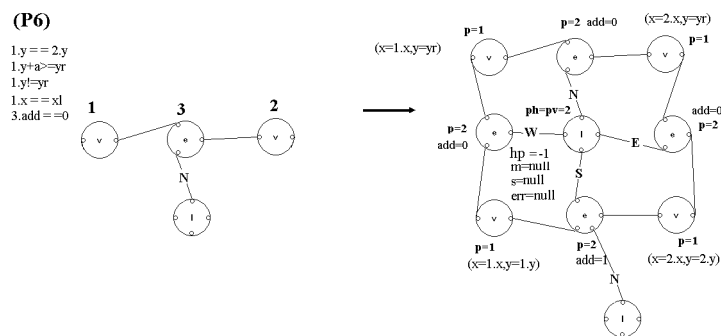 (P6)
1.y = = 2.y
1.y+a>=yr
1.y!=yr
1.x == xl
3.add ==0
1
3
2
v
e
v
N
l
(x=1.x,y=yr)
p=1
p=2 add=0
(x=2.x,y=yr)
p=1
v
e
v
N
ph=pv=2
add=0
p=2
p=2
add=0
e
W
l
E
e
hp = -1
m=null
s=null
err=null
S
v
e
v
p=1
(x=1.x,y=1.y)
p=2
add=1
p=1
(x=2.x,y=2.y)
N
l